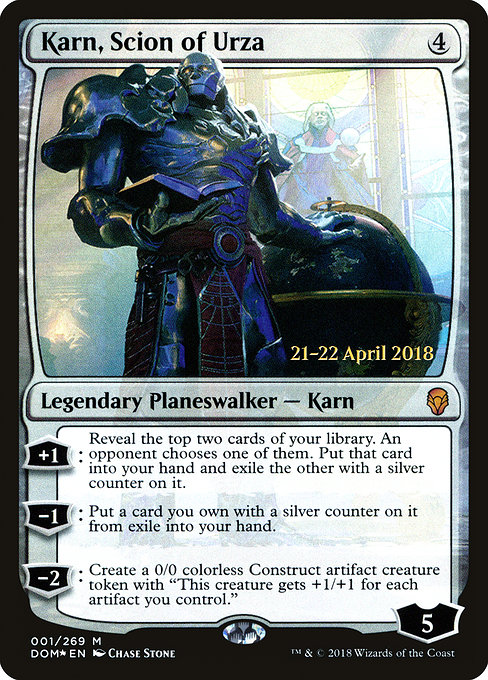 Karn, Scion of Urza 4
21–22 April 2018
Legendary Planeswalker — Karn
+1 : Reveal the top two cards of your library. An
opponent chooses one of them. Put that card
into your hand and exile the other with a silver
counter on it.
−1 : Put a card you own with a silver counter on it
from exile into your hand.
−2 : Create a 0/0 colorless Construct artifact creature
token with “This creature gets +1/+1 for each
artifact you control.”
5
001/269 M
DOM★EN Chase Stone
™ & © 2018 Wizards of the Coast